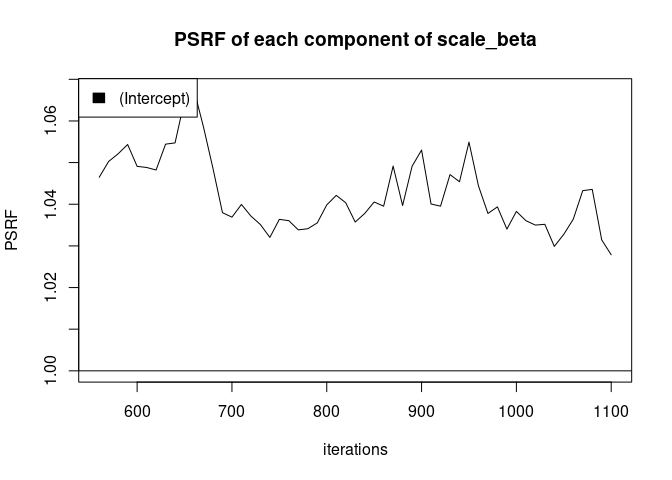 PSRF of each component of scale_beta
(Intercept)
PSRF
1.06
1.04
1.02
1.00
600 700 800 900 1000 1100
iterations